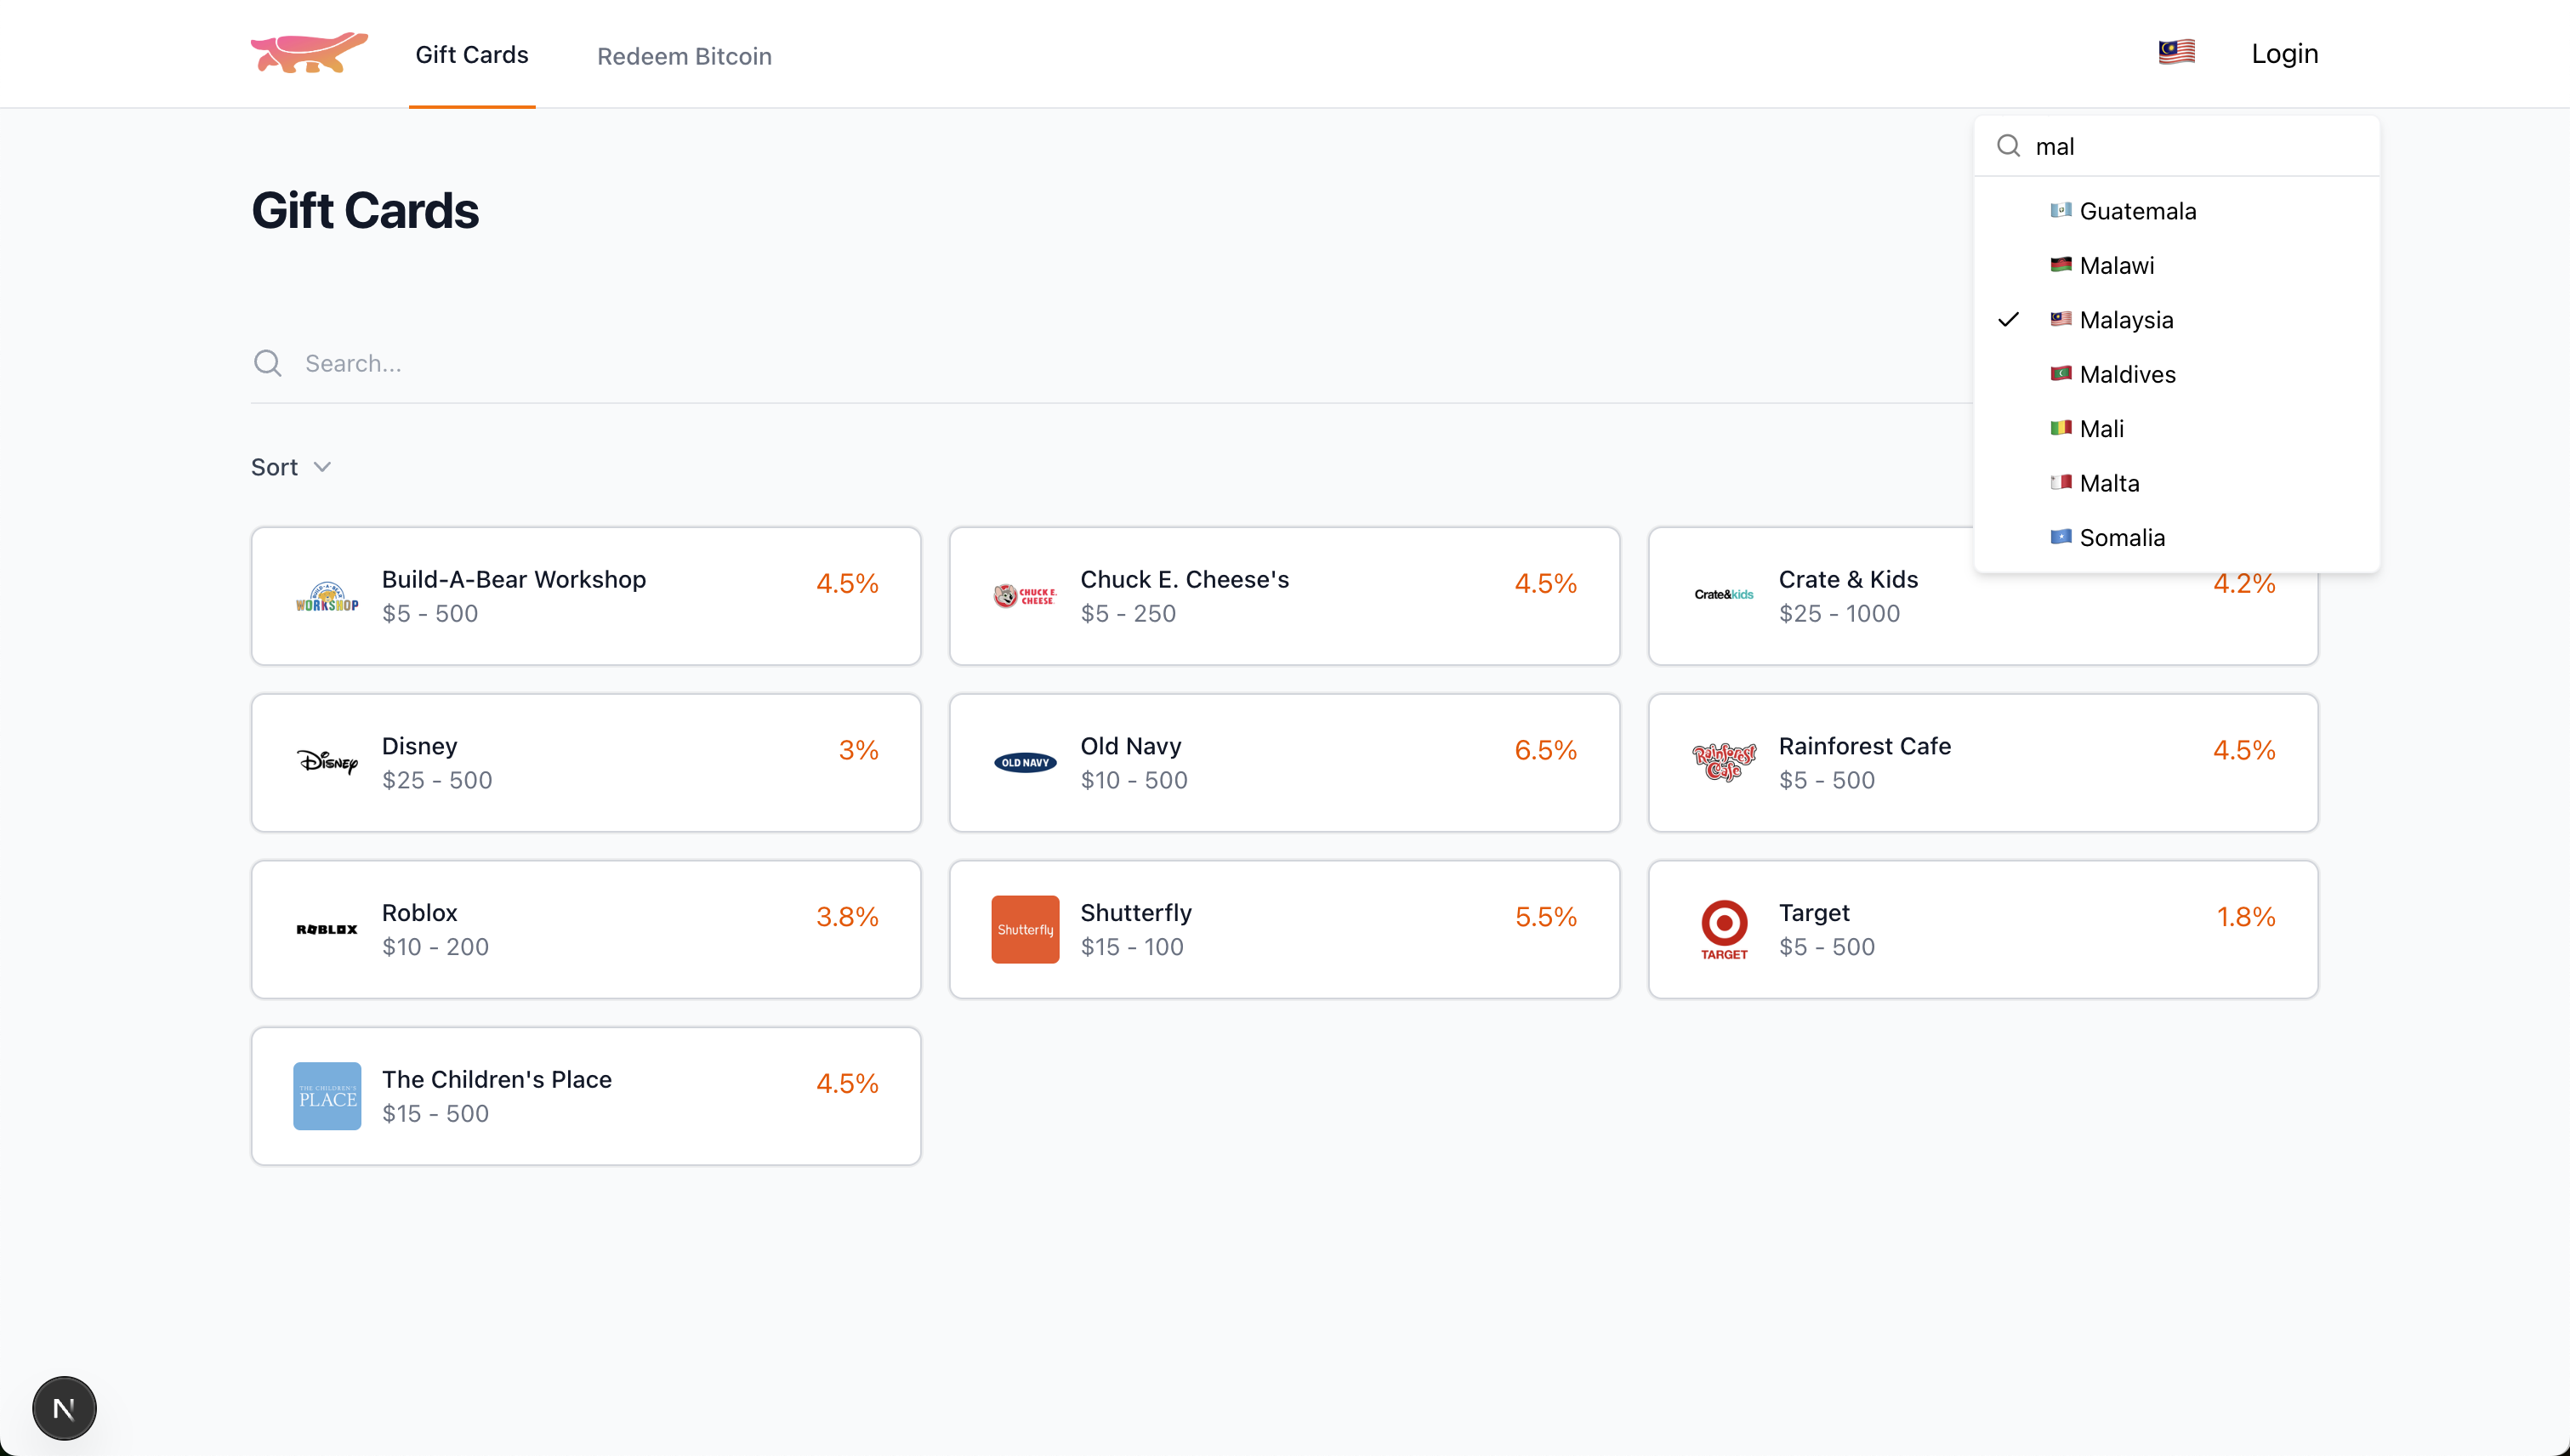 Gift Cards
Redeem Bitcoin
Login
mal
Guatemala
Malawi
Malaysia
Maldives
Mali
Malta
Somalia
Gift Cards
Search...
Sort
BUILD-A-BEAR
WORKSHOP
Build-A-Bear Workshop
$5 - 500
4.5%
CHUCK E.
CHEESE
Chuck E. Cheese's
$5 - 250
4.5%
Crate&kids
Crate & Kids
$25 - 1000
4.2%
Disney
Disney
$25 - 500
3%
OLD NAVY
Old Navy
$10 - 500
6.5%
Rainforest
Cafe
Rainforest Cafe
$5 - 500
4.5%
ROBLOX
Roblox
$10 - 200
3.8%
Shutterfly
Shutterfly
$15 - 100
5.5%
TARGET
Target
$5 - 500
1.8%
THE CHILDREN'S
PLACE
The Children's Place
$15 - 500
4.5%
N